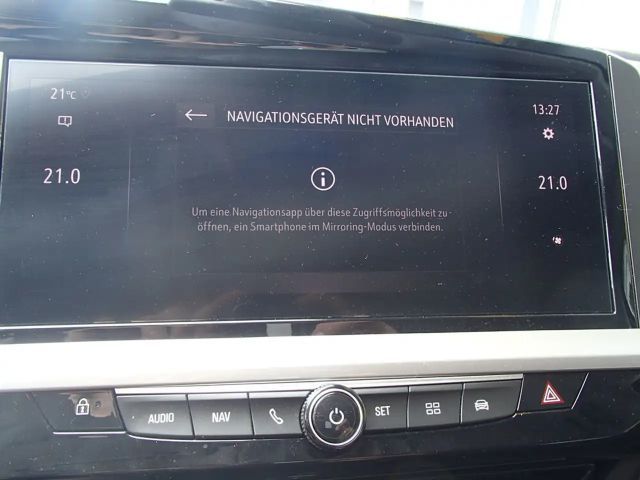 21°C
NAVIGATIONSGERÄT NICHT VORHANDEN
13:27
21.0
21.0
Um eine Navigationsapp über diese Zugriffsmöglichkeit zu
öffnen, ein Smartphone im Mirroring-Modus verbinden.
AUDIO
NAV
SET